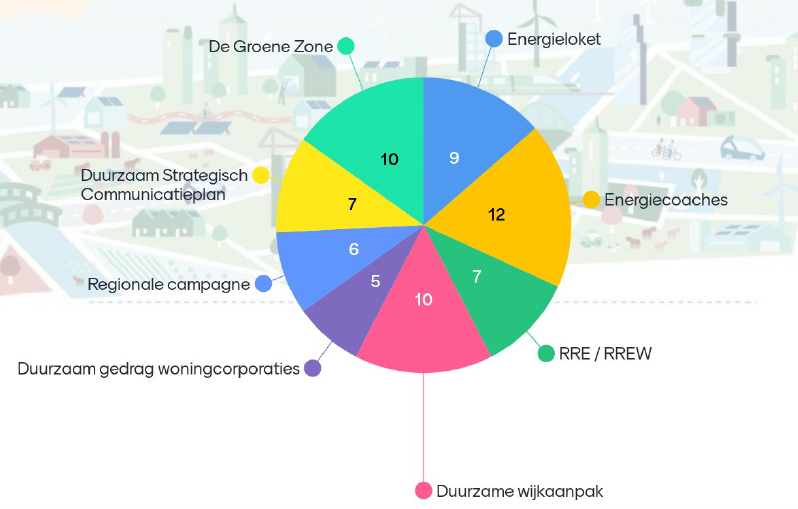 De Groene Zone
Energieloket
10
9
Duurzaam Strategisch
Communicatieplan
7
12
Energiecoaches
6
Regionale campagne
5
7
10
RRE / RREW
Duurzaam gedrag woningcorporaties
Duurzame wijkaanpak